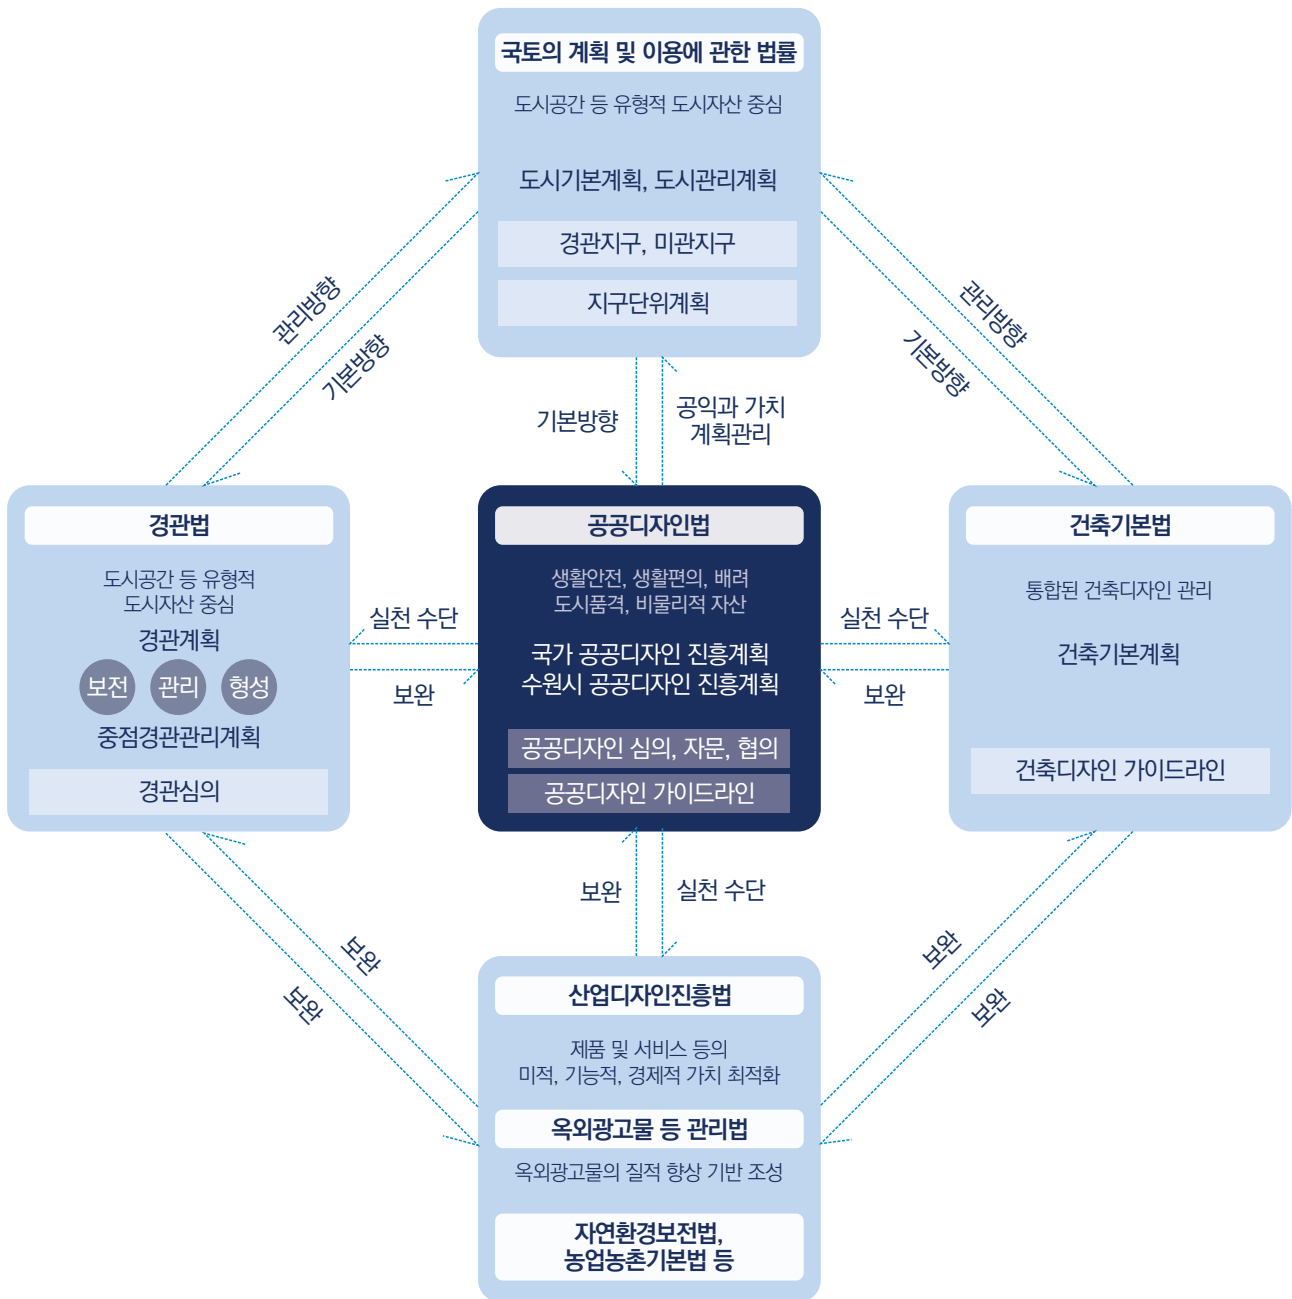 국토의 계획 및 이용에 관한 법률
도시공간 등 유형적 도시자산 중심
도시기본계획, 도시관리계획
경관지구, 미관지구
지구단위계획
관리방향
기본방향
기본방향
공익과 가치
계획관리
관리방향
기본방향
경관법
도시공간 등 유형적
도시자산 중심
경관계획
보전 관리 형성
중점경관관리계획
경관심의
실천 수단
보완
공공디자인법
생활안전, 생활편의, 배려
도시품격, 비물리적 자산
국가 공공디자인 진흥계획
수원시 공공디자인 진흥계획
공공디자인 심의, 자문, 협의
공공디자인 가이드라인
실천 수단
보완
건축기본법
통합된 건축디자인 관리
건축기본계획
건축디자인 가이드라인
보완
보완
보완
실천 수단
보완
보완
산업디자인진흥법
제품 및 서비스 등의
미적, 기능적, 경제적 가치 최적화
옥외광고물 등 관리법
옥외광고물의 질적 향상 기반 조성
자연환경보전법,
농업농촌기본법 등